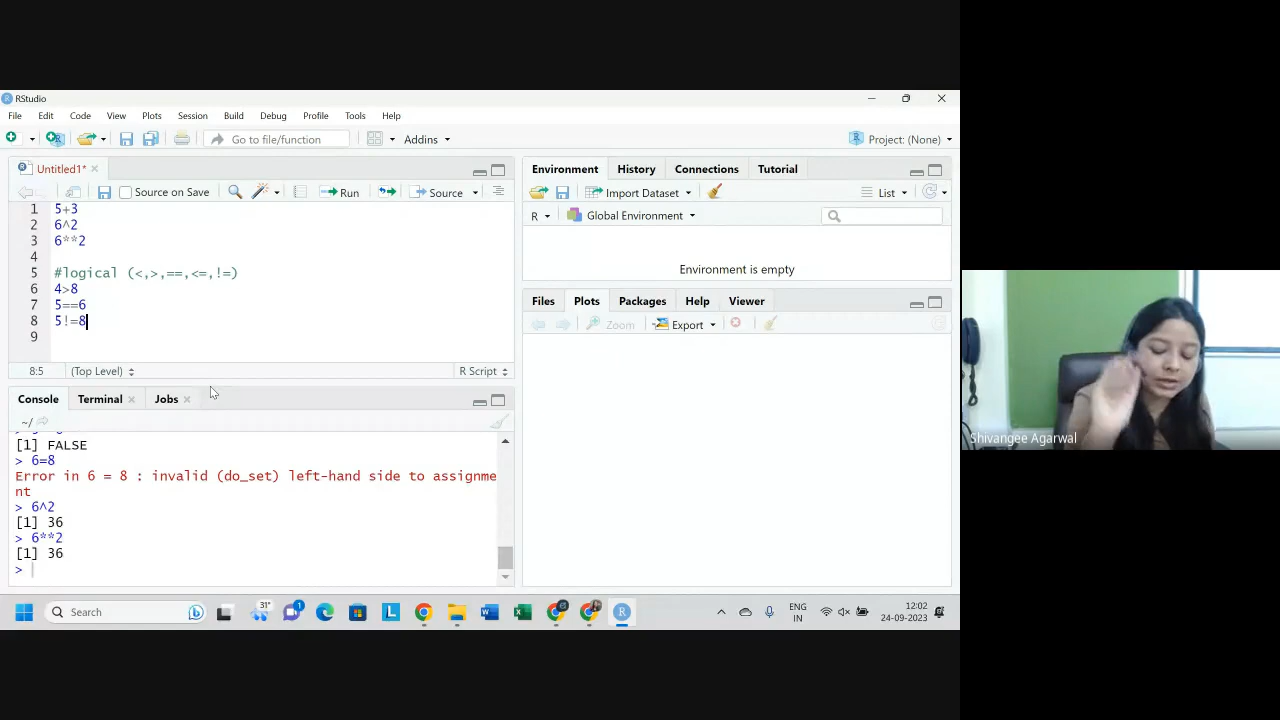 RStudio
File Edit Code View Plots Session Build Debug Profile Tools Help
Go to file/function Addins Project: (None)
Untitled1*
Source on Save Run Source
1 5+3
2 6^2
3 6**2
4
5 #logical (<,>,==,<=,!=)
6 4>8
7 5==6
8 5!=8
9
8:5 (Top Level) R Script
Console Terminal Jobs
~/
[1] FALSE
> 6=8
Error in 6 = 8 : invalid (do_set) left-hand side to assignme
nt
> 6^2
[1] 36
> 6**2
[1] 36
>
Environment History Connections Tutorial
Import Dataset List
R Global Environment
Environment is empty
Files Plots Packages Help Viewer
Zoom Export
Shivangee Agarwal
Search 31° 1 ENG 12:02
IN 24-09-2023